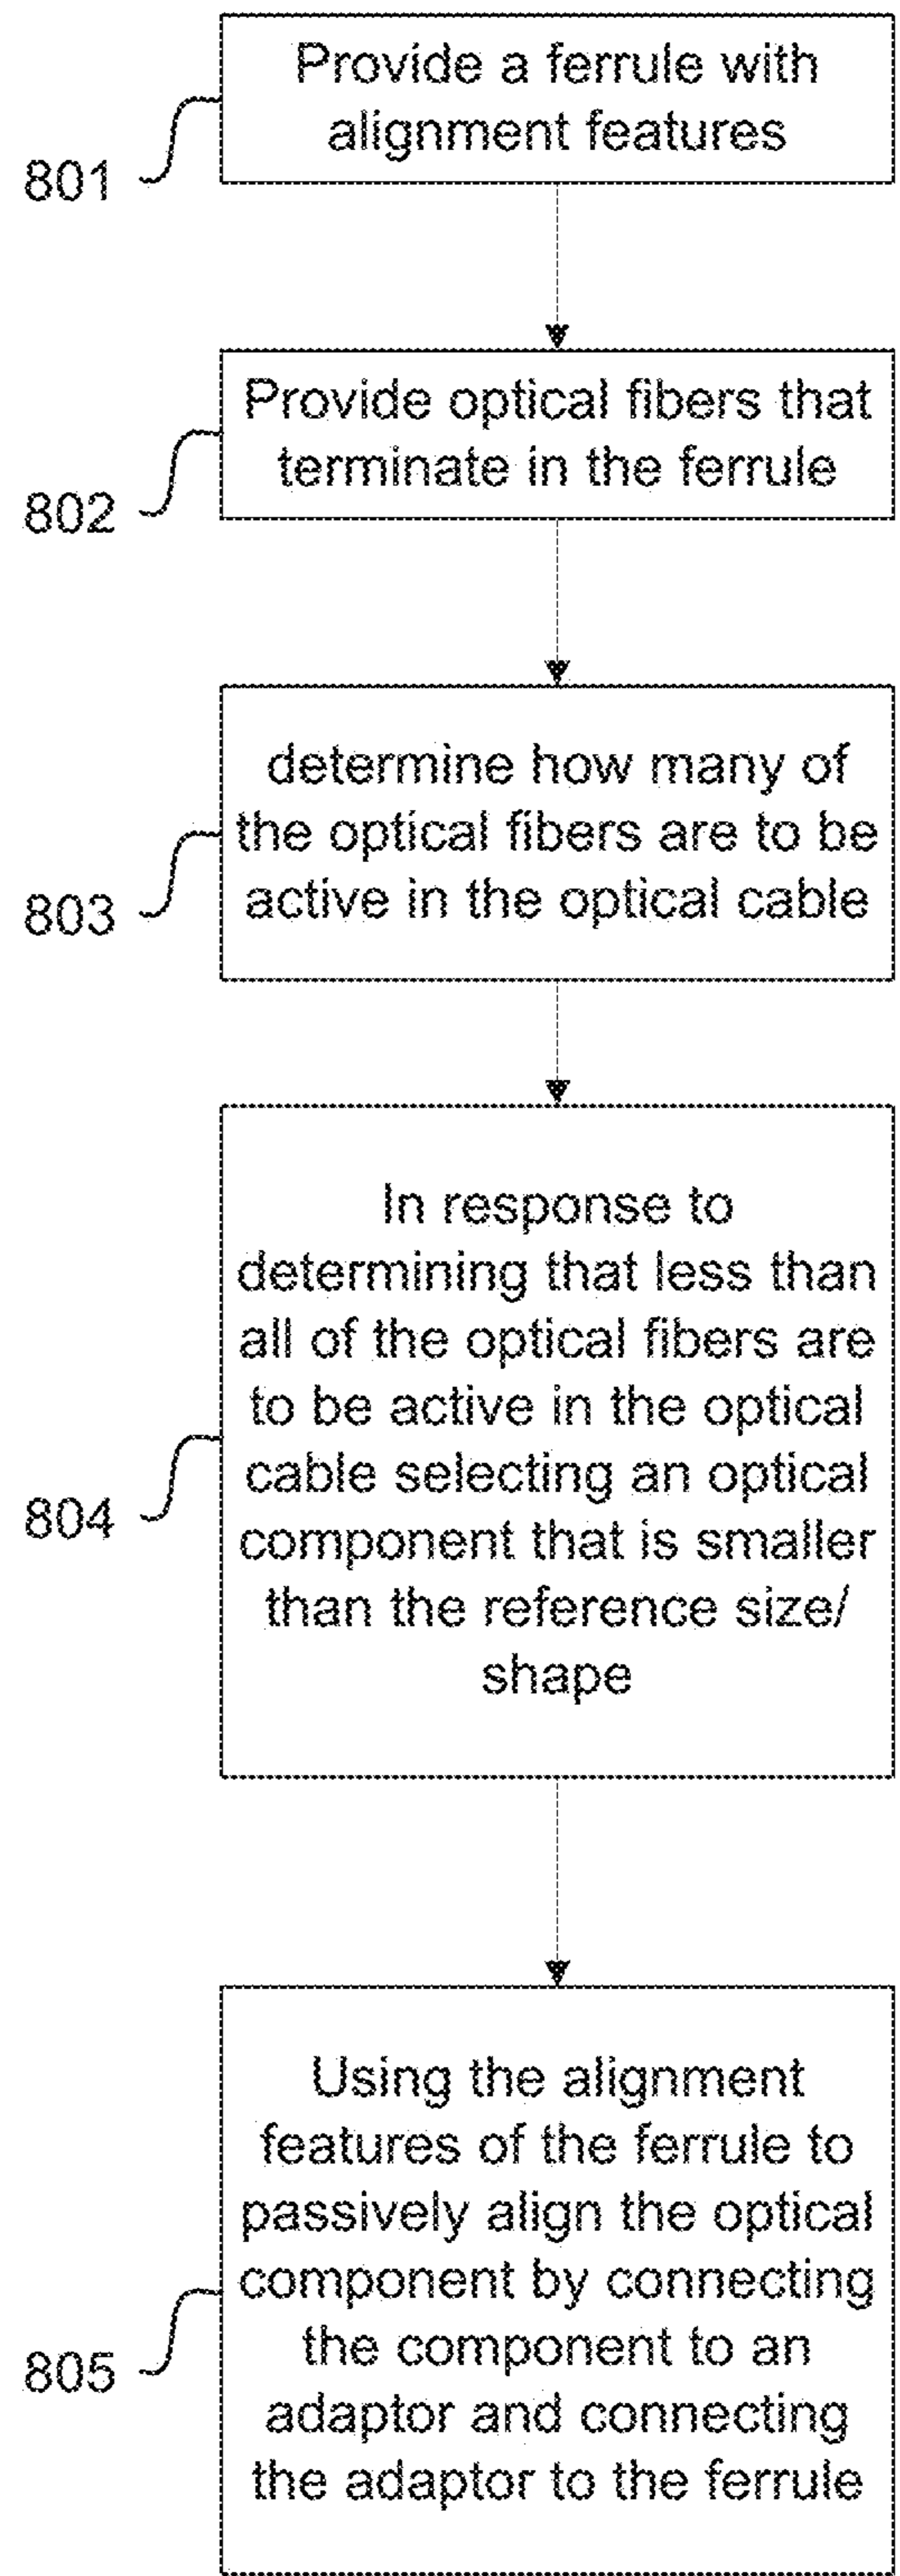 Provide a ferrule with
alignment features
801
Provide optical fibers that
terminate in the ferrule
802
determine how many of
the optical fibers are to be
active in the optical cable
803
In response to
determining that less than
all of the optical fibers are
to be active in the optical
cable selecting an optical
component that is smaller
than the reference size/
shape
804
Using the alignment
features of the ferrule to
passively align the optical
component by connecting
the component to an
adaptor and connecting
the adaptor to the ferrule
805